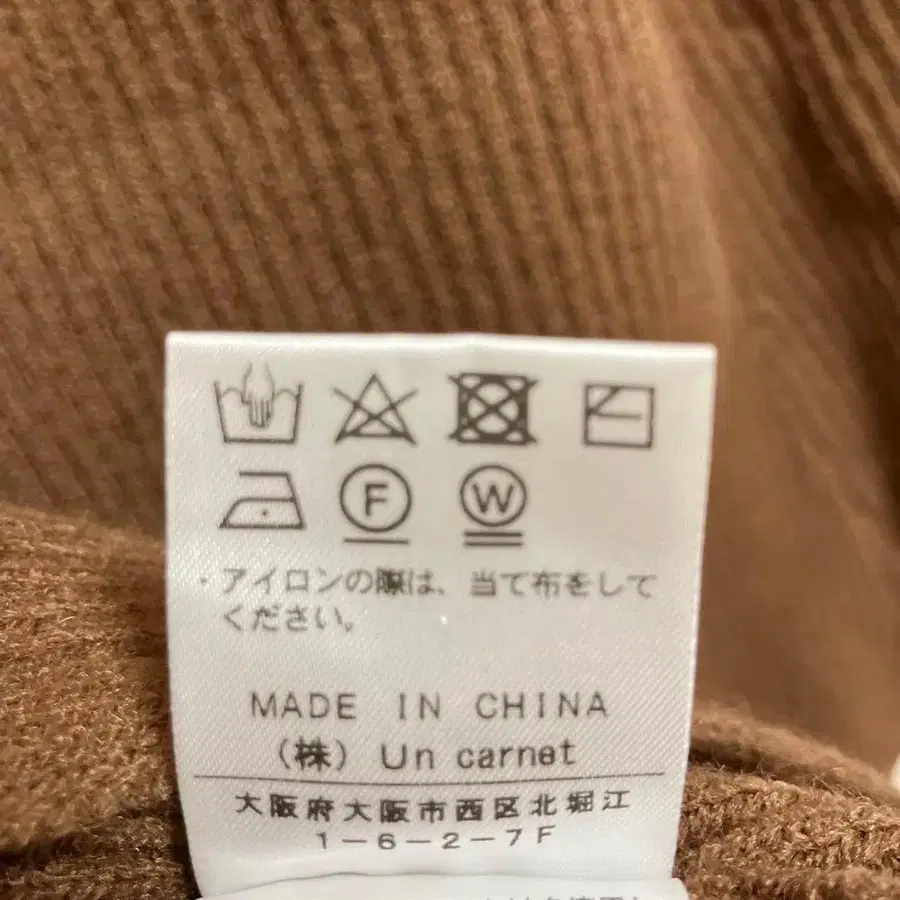 F W
・アイロンの際は、当て布をして
ください。
MADE IN CHINA
(株) Un carnet
大阪府大阪市西区北堀江
1-6-2-7F